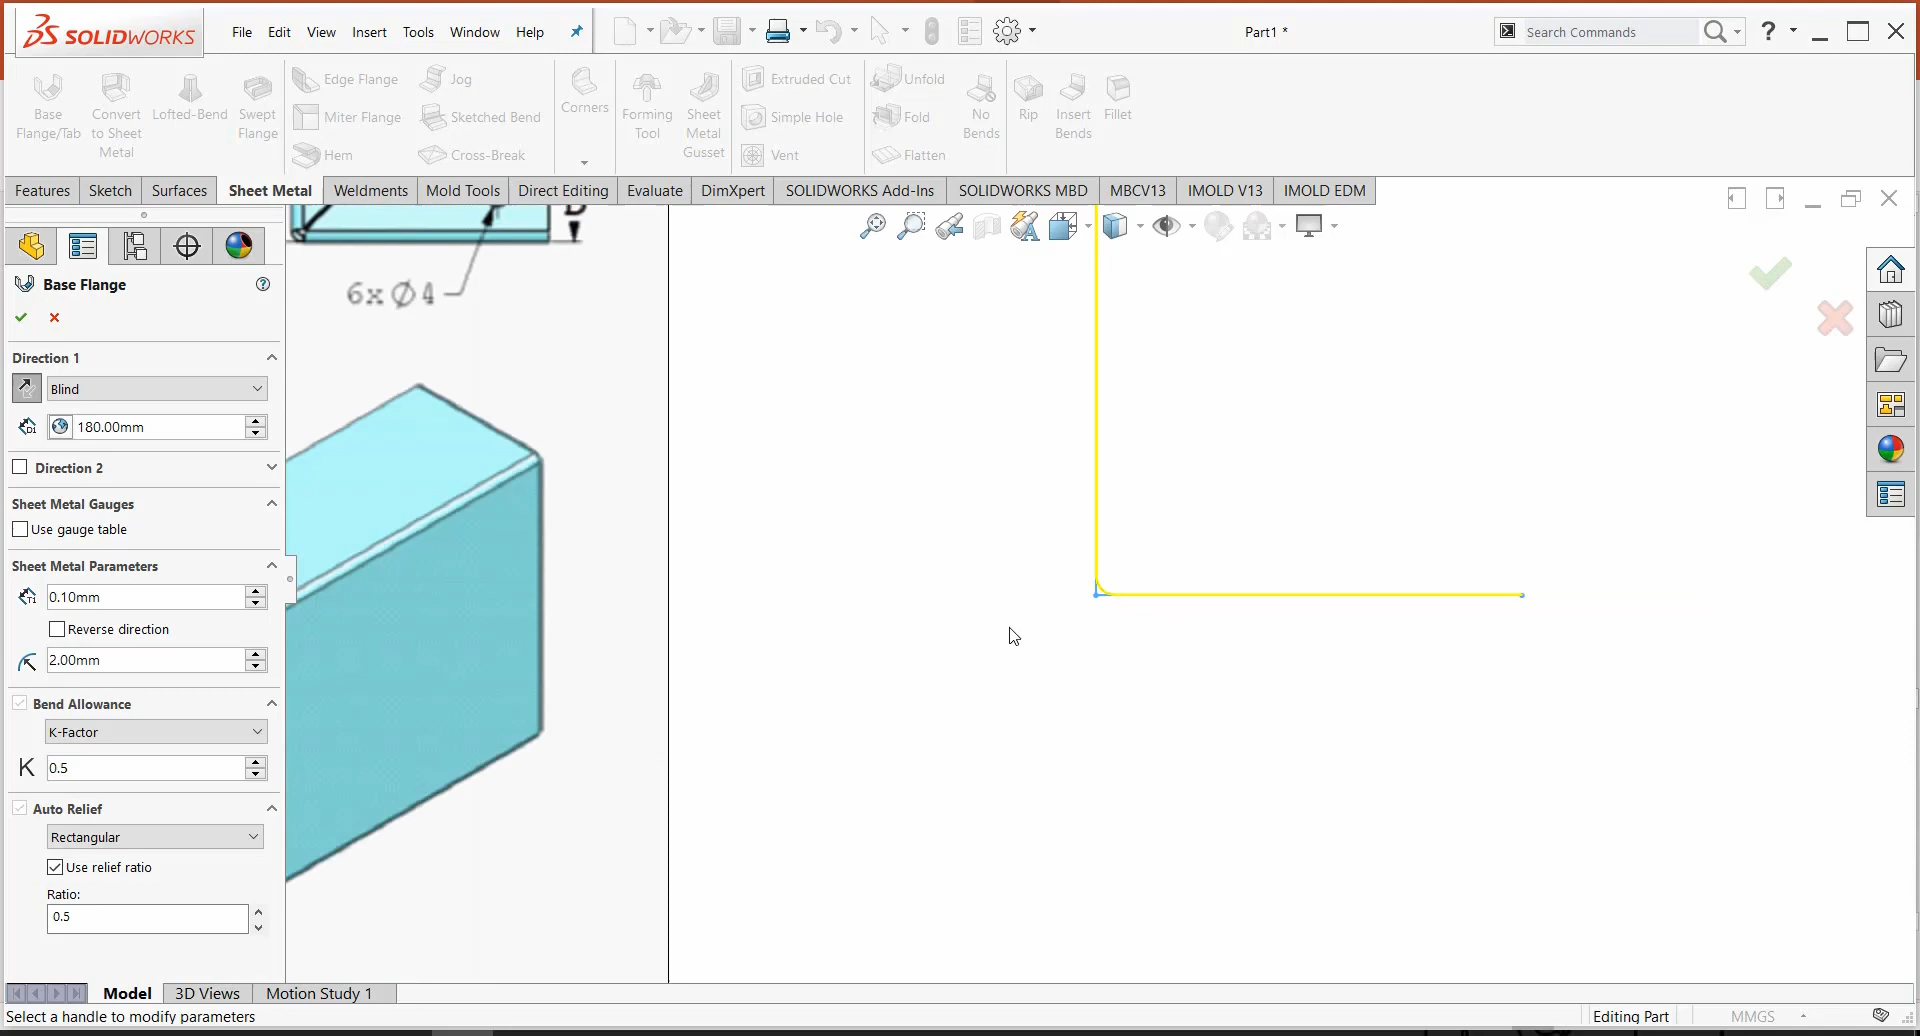 SOLIDWORKS
File Edit View Insert Tools Window Help
Part1 *
Search Commands
?
Base Flange/Tab
Convert to Sheet Metal
Lofted-Bend
Swept Flange
Edge Flange
Miter Flange
Hem
Jog
Sketched Bend
Cross-Break
Corners
Forming Tool
Sheet Metal Gusset
Extruded Cut
Simple Hole
Vent
Unfold
Fold
Flatten
No Bends
Rip
Insert Bends
Fillet
Features Sketch Surfaces Sheet Metal Weldments Mold Tools Direct Editing Evaluate DimXpert SOLIDWORKS Add-Ins SOLIDWORKS MBD MBCV13 IMOLD V13 IMOLD EDM
Base Flange
Direction 1
Blind
180.00mm
Direction 2
Sheet Metal Gauges
Use gauge table
Sheet Metal Parameters
0.10mm
Reverse direction
2.00mm
Bend Allowance
K-Factor
K 0.5
Auto Relief
Rectangular
Use relief ratio
Ratio:
0.5
6x Ø4
Model 3D Views Motion Study 1
Select a handle to modify parameters
Editing Part
MMGS